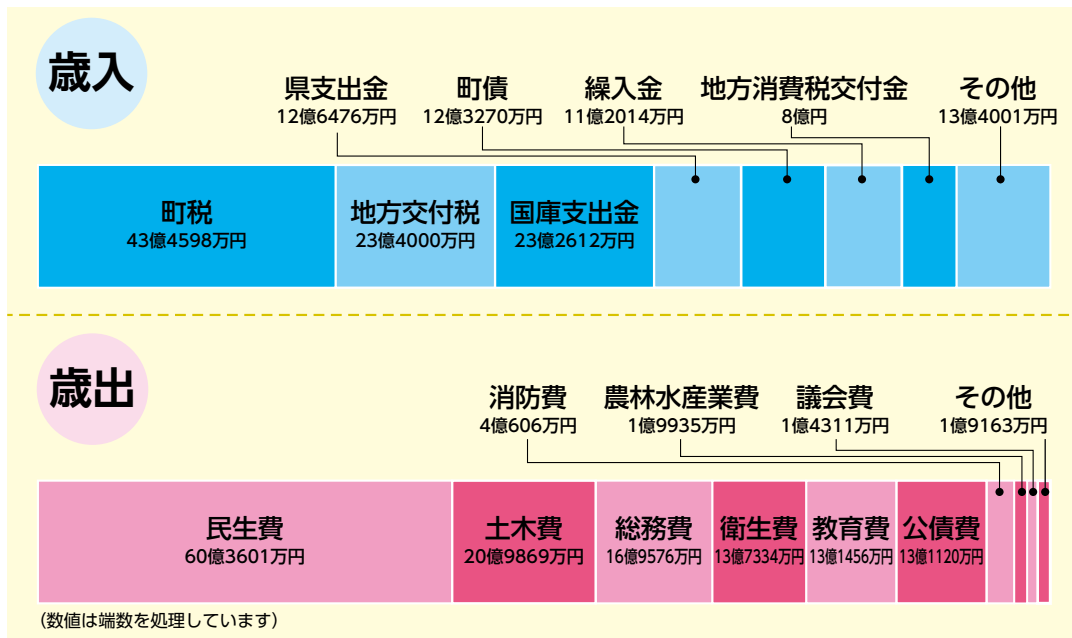 歳入
県支出金 町債 繰入金 地方消費税交付金 その他
12億6476万円 12億3270万円 11億2014万円 8億円 13億4001万円
町税 地方交付税 国庫支出金
43億4598万円 23億4000万円 23億2612万円
歳出
消防費 農林水産業費 議会費 その他
4億606万円 1億9935万円 1億4311万円 1億9163万円
民生費 土木費 総務費 衛生費 教育費 公債費
60億3601万円 20億9869万円 16億9576万円 13億7334万円 13億1456万円 13億1120万円
(数値は端数を処理しています)